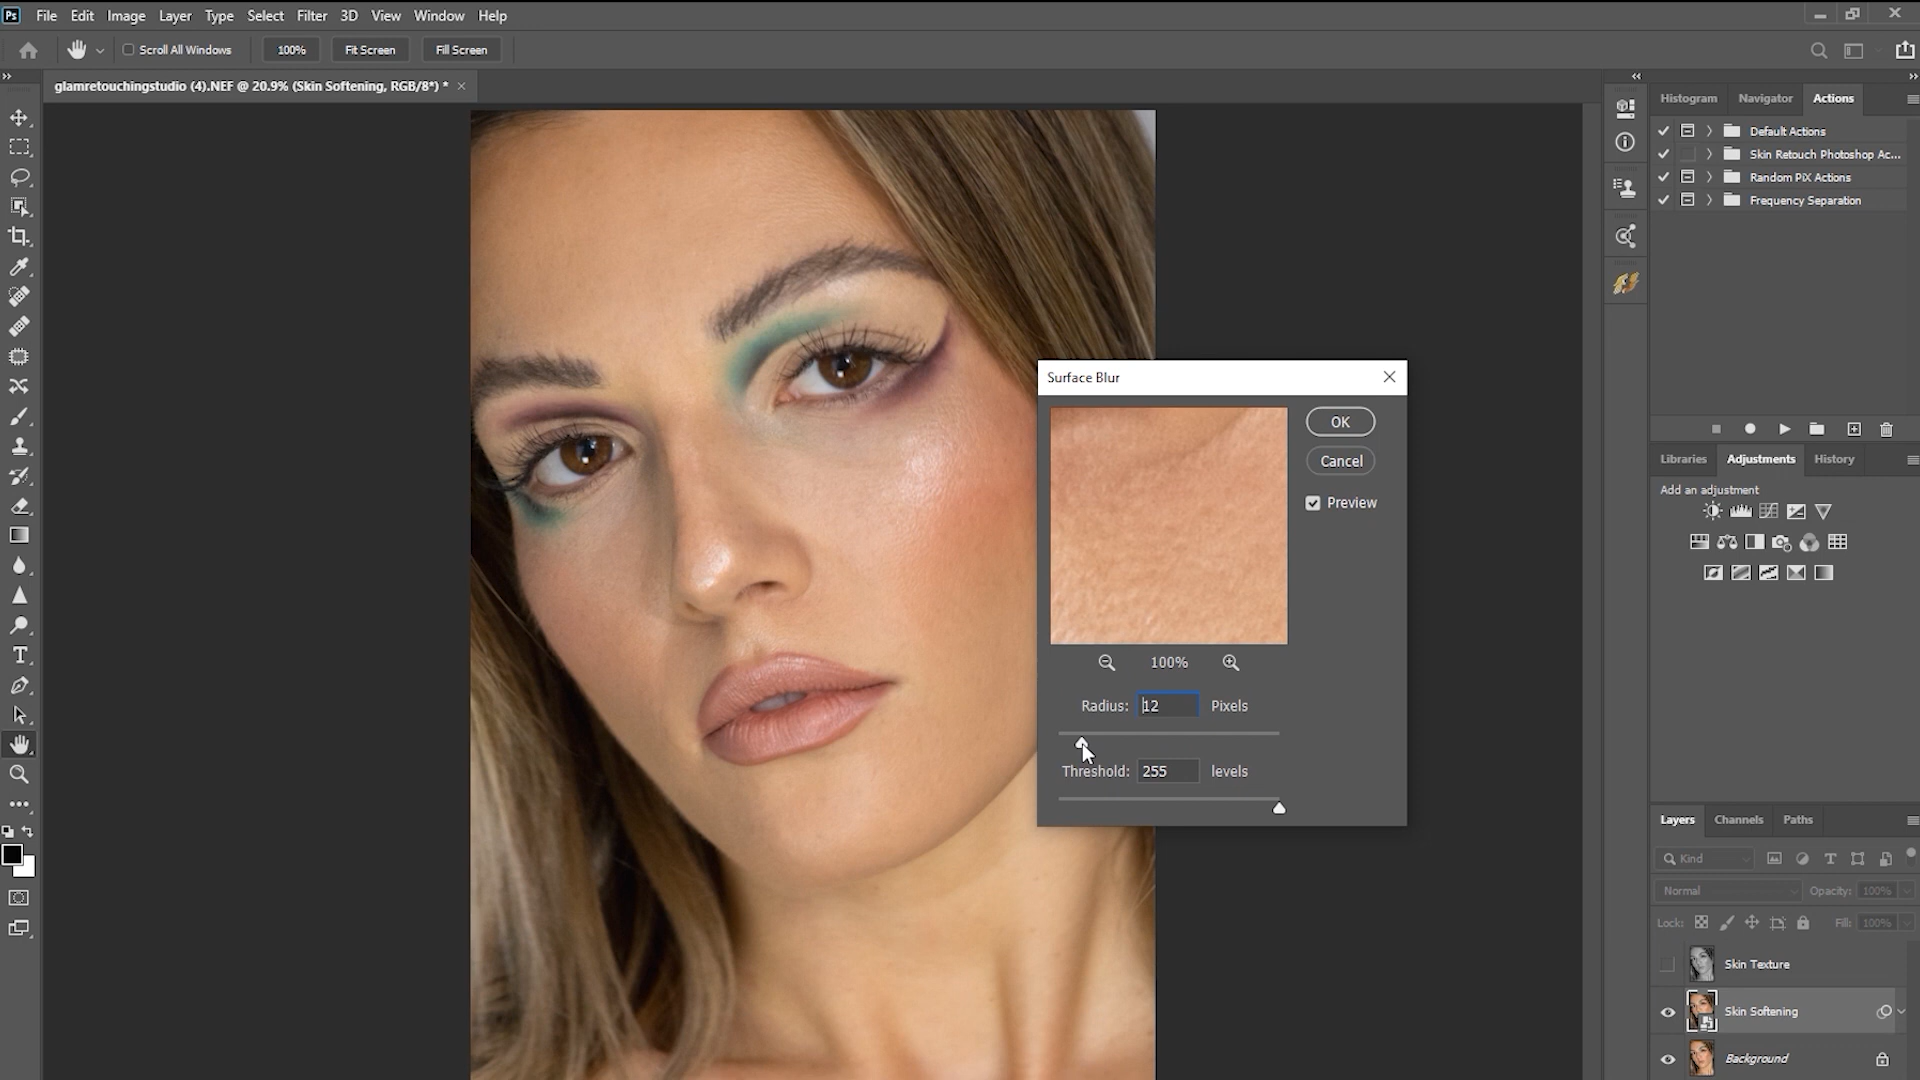 Ps File Edit Image Layer Type Select Filter 3D View Window Help
Scroll All Windows 100% Fit Screen Fill Screen
glamretouchingstudio (4).NEF @ 20.9% (Skin Softening, RGB/8*) *
Histogram Navigator Actions
Default Actions
Skin Retouch Photoshop Ac...
Random PiX Actions
Frequency Separation
Surface Blur
OK
Cancel
Preview
100%
Radius: 12 Pixels
Threshold: 255 levels
Libraries Adjustments History
Add an adjustment
Layers Channels Paths
Kind
Normal Opacity: 100%
Lock: Fill: 100%
Skin Texture
Skin Softening
Background